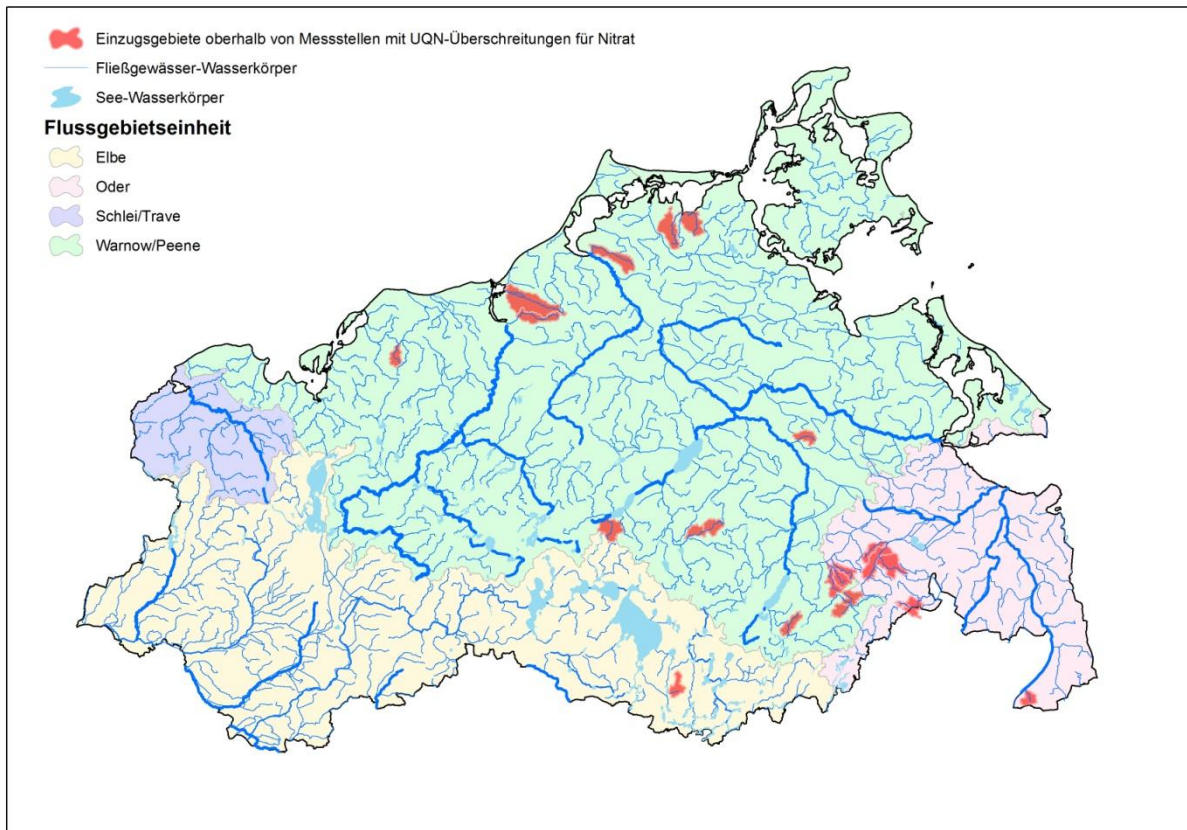 Einzugsgebiete oberhalb von Messstellen mit UQN-Überschreitungen für Nitrat
Fließgewässer-Wasserkörper
See-Wasserkörper
Flussgebietseinheit
Elbe
Oder
Schlei/Trave
Warnow/Peene